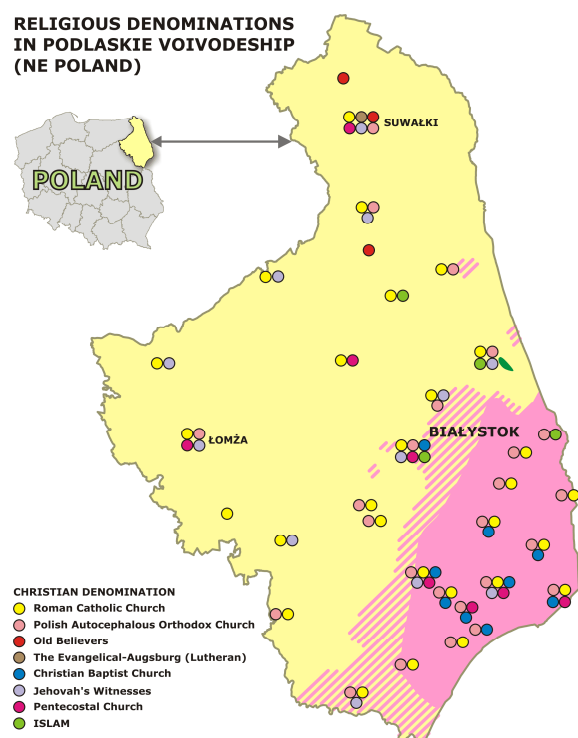 RELIGIOUS DENOMINATIONS
IN PODLASKIE VOIVODESHIP
(NE POLAND)
SUWAŁKI
POLAND
BIAŁYSTOK
ŁOMŻA
CHRISTIAN DENOMINATION
Roman Catholic Church
Polish Autocephalous Orthodox Church
Old Believers
The Evangelical-Augsburg (Lutheran)
Christian Baptist Church
Jehovah's Witnesses
Pentecostal Church
ISLAM